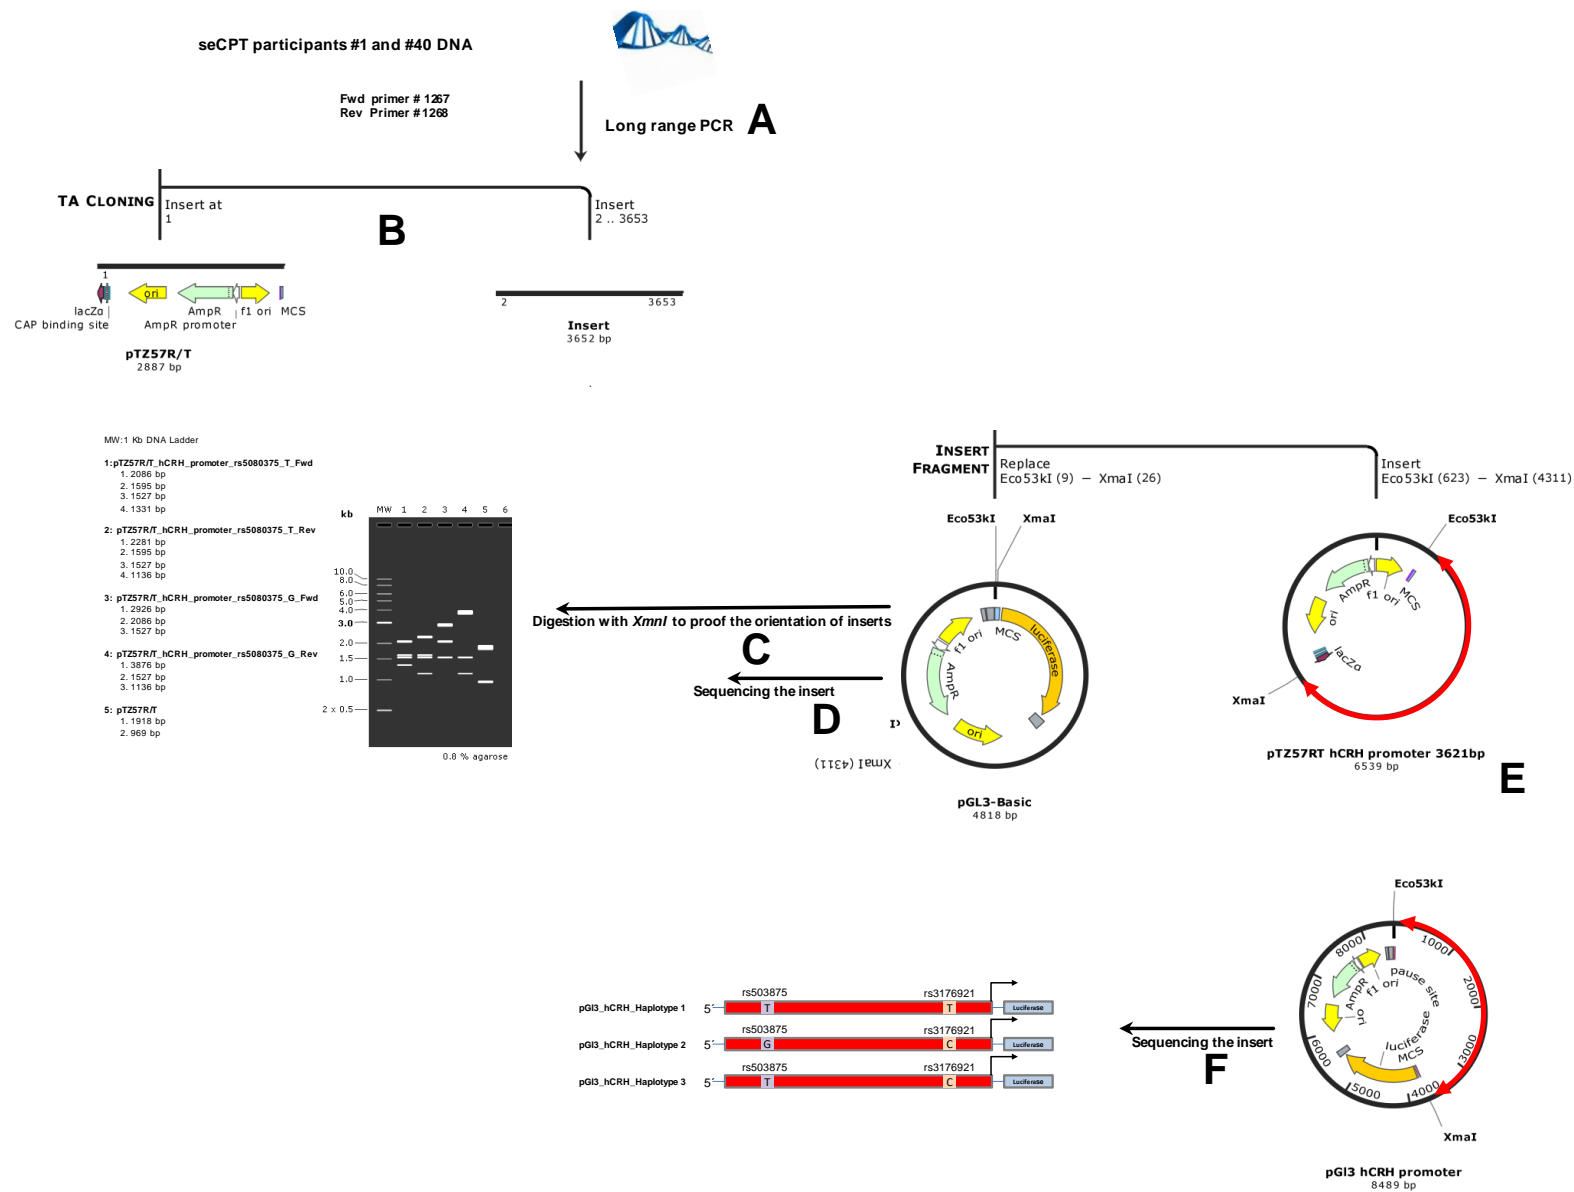 seCPT participants #1 and #40 DNA
Fwd primer # 1267
Rev Primer #1268
Long range PCR
A
TA CLONING
Insert at
1
B
Insert
2 .. 3653
1
ori
lacZα
AmpR
f1 ori
MCS
CAP binding site
AmpR promoter
pTZ57R/T
2887 bp
2
3653
Insert
3652 bp
MW:1 Kb DNA Ladder
1:pTZ57R/T_hCRH_promoter_rs5080375_T_Fwd
1. 2086 bp
2. 1595 bp
3. 1527 bp
4. 1331 bp
2: pTZ57R/T_hCRH_promoter_rs5080375_T_Rev
1. 2281 bp
2. 1595 bp
3. 1527 bp
4. 1136 bp
3: pTZ57R/T_hCRH_promoter_rs5080375_G_Fwd
1. 2926 bp
2. 2086 bp
3. 1527 bp
4: pTZ57R/T_hCRH_promoter_rs5080375_G_Rev
1. 3876 bp
2. 1527 bp
3. 1136 bp
5: pTZ57R/T
1. 1918 bp
2. 969 bp
kb
MW 1 2 3 4 5 6
10.0
8.0
6.0
5.0
4.0
3.0
2.0
1.5
1.0
2 x 0.5
0.8 % agarose
Digestion with XmnI to proof the orientation of inserts
C
Sequencing the insert
D
INSERT
FRAGMENT
Replace
Eco53kI (9) – XmaI (26)
Insert
Eco53kI (623) – XmaI (4311)
Eco53kI
XmaI
f1 ori
MCS
luciferase
AmpR
ori
XmaI (4311)
pGL3-Basic
4818 bp
Eco53kI
AmpR
f1 ori
MCS
ori
lacZα
XmaI
pTZ57RT hCRH promoter 3621bp
6539 bp
E
Eco53kI
8000
1000
7000
2000
6000
3000
5000
4000
AmpR
f1 ori
pause site
ori
luciferase
MCS
XmaI
pGl3 hCRH promoter
8489 bp
Sequencing the insert
F
rs503875
rs3176921
pGl3_hCRH_Haplotype 1
5´
T
T
Luciferase
rs503875
rs3176921
pGl3_hCRH_Haplotype 2
5´
G
C
Luciferase
rs503875
rs3176921
pGl3_hCRH_Haplotype 3
5´
T
C
Luciferase